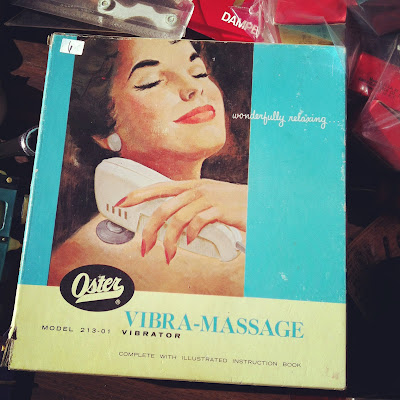 DAMPE
wonderfully relaxing...
Oster
®
VIBRA-MASSAGE
MODEL 213-01 VIBRATOR
COMPLETE WITH ILLUSTRATED INSTRUCTION BOOK